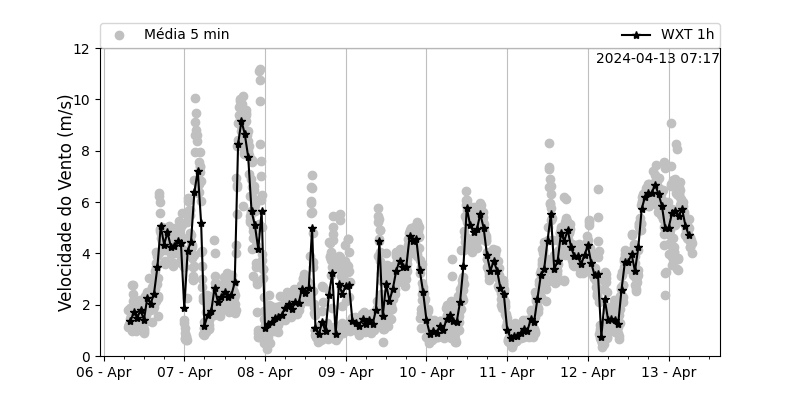 Média 5 min
WXT 1h
2024-04-13 07:17
Velocidade do Vento (m/s)
12
10
8
6
4
2
0
06 - Apr
07 - Apr
08 - Apr
09 - Apr
10 - Apr
11 - Apr
12 - Apr
13 - Apr